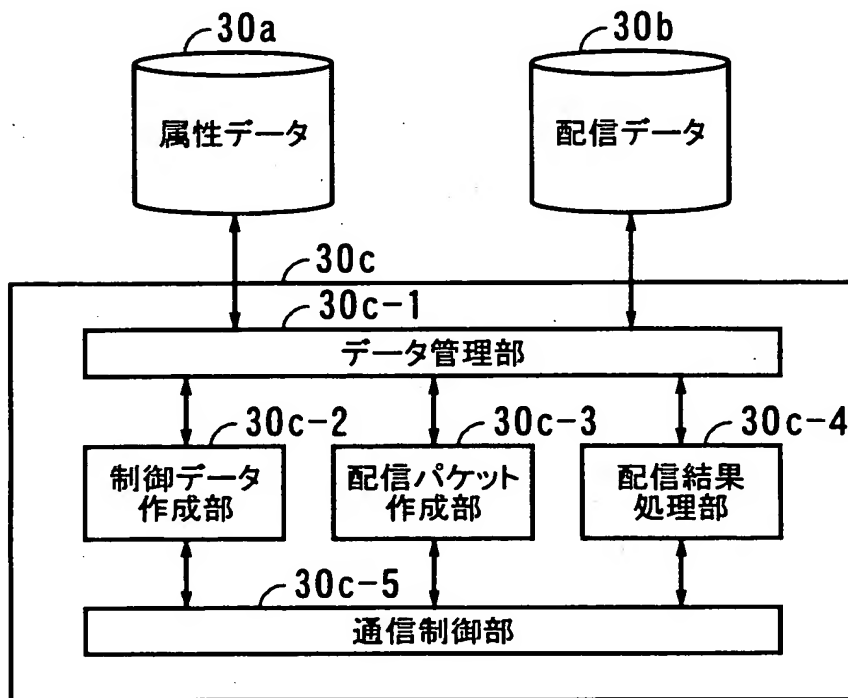 30a
30b
属性データ
配信データ
30c
30c-1
データ管理部
30c-2
30c-3
30c-4
制御データ
作成部
配信パケット
作成部
配信結果
処理部
30c-5
通信制御部